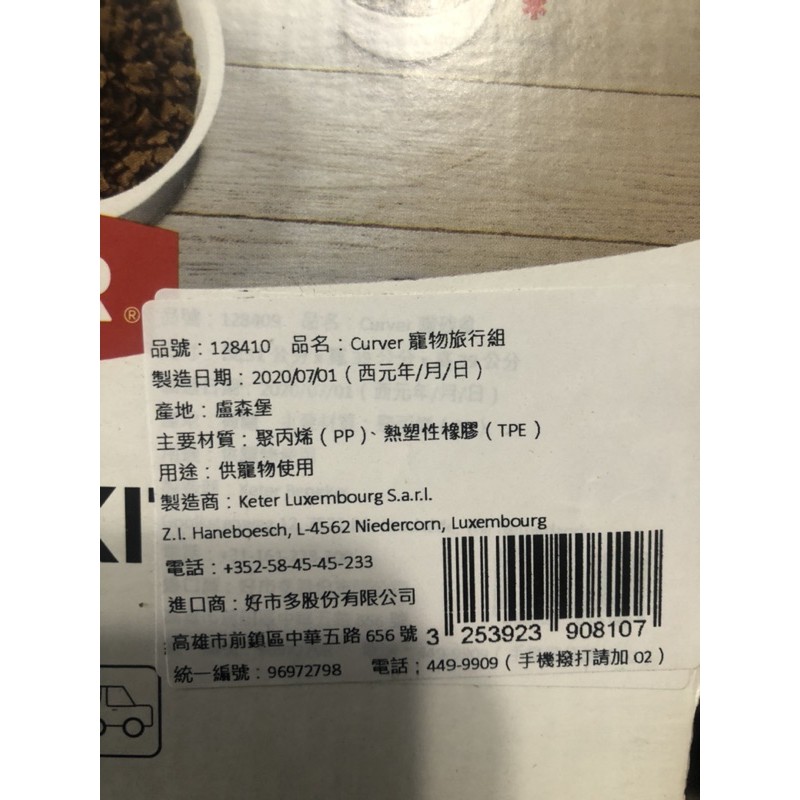 R®
品號：128410 品名：Curver 寵物旅行組
製造日期：2020/07/01（西元年/月/日）
產地：盧森堡
主要材質：聚丙烯（PP）、熱塑性橡膠（TPE）
用途：供寵物使用
KIT
製造商：Keter Luxembourg S.a.r.l.
Z.I. Haneboesch, L-4562 Niedercorn, Luxembourg
電話：+352-58-45-45-233
進口商：好市多股份有限公司
高雄市前鎮區中華五路 656 號
3 253923 908107
統一編號：96972798 電話；449-9909（手機撥打請加 02）